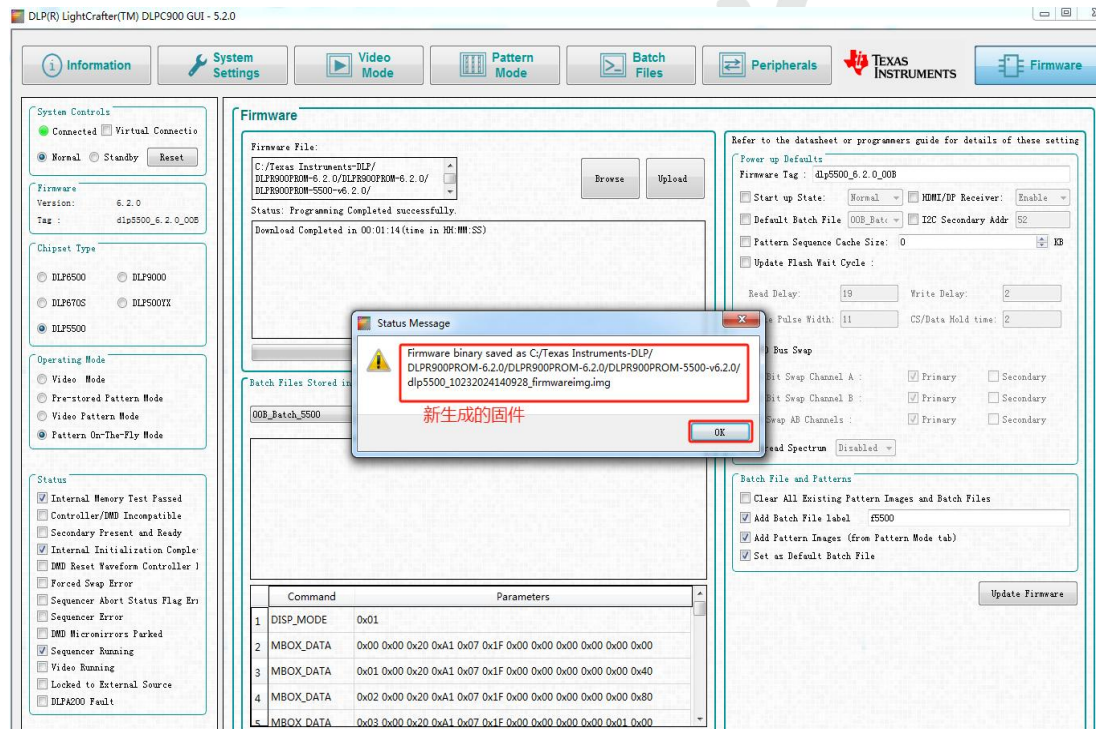 DLP(R) LightCrafter(TM) DLPC900 GUI - 5.2.0
Information
System
Settings
Video
Mode
Pattern
Mode
Batch
Files
Peripherals
TEXAS
INSTRUMENTS
Firmware
System Controls
Connected
Virtual Connectio
Normal
Standby
Reset
Firmware
Version: 6.2.0
Tag : dlp5500_6.2.0_OOB
Chipset Type
DLP6500
DLP9000
DLP670S
DLP500YX
DLP5500
Operating Mode
Video Mode
Pre-stored Pattern Mode
Video Pattern Mode
Pattern On-The-Fly Mode
Status
Internal Memory Test Passed
Controller/DMD Incompatible
Secondary Present and Ready
Internal Initialization Comple
DMD Reset Waveform Controller
Forced Swap Error
Sequencer Abort Status Flag Er
Sequencer Error
DMD Micromirrors Parked
Sequencer Running
Video Running
Locked to External Source
DLPA200 Fault
Firmware
Firmware File:
C:/Texas Instruments-DLP/
DLPR900PROM-6.2.0/DLPR900PROM-6.2.0/
DLPR900PROM-5500-v6.2.0/
Browse
Upload
Status: Programming Completed successfully.
Download Completed in 00:01:14(time in HH:MM:SS)
Status Message
Firmware binary saved as C:/Texas Instruments-DLP/
DLPR900PROM-6.2.0/DLPR900PROM-6.2.0/DLPR900PROM-5500-v6.2.0/
dlp5500_10232024140928_firmwareimg.img
新生成的固件
OK
Batch Files Stored in
OOB_Batch_5500
Command Parameters
1 DISP_MODE 0x01
2 MBOX_DATA 0x00 0x00 0x20 0xA1 0x07 0x1F 0x00 0x00 0x00 0x00 0x00 0x00
3 MBOX_DATA 0x01 0x00 0x20 0xA1 0x07 0x1F 0x00 0x00 0x00 0x00 0x00 0x40
4 MBOX_DATA 0x02 0x00 0x20 0xA1 0x07 0x1F 0x00 0x00 0x00 0x00 0x00 0x80
5 MBOX_DATA 0x03 0x00 0x20 0xA1 0x07 0x1F 0x00 0x00 0x00 0x00 0x01 0x00
Refer to the datasheet or programmers guide for details of these setting
Power up Defaults
Firmware Tag : dlp5500_6.2.0_OOB
Start up State: Normal
HDMI/DP Receiver: Enable
Default Batch File OOB_Batc
I2C Secondary Addr 52
Pattern Sequence Cache Size: 0 KB
Update Flash Wait Cycle :
Read Delay: 19
Write Delay: 2
Pulse Width: 11
CS/Data Hold time: 2
Bus Swap
Bit Swap Channel A : Primary Secondary
Bit Swap Channel B : Primary Secondary
Swap AB Channels : Primary Secondary
Spectrum Disabled
Batch File and Patterns
Clear All Existing Pattern Images and Batch Files
Add Batch File label f5500
Add Pattern Images (from Pattern Mode tab)
Set as Default Batch File
Update Firmware